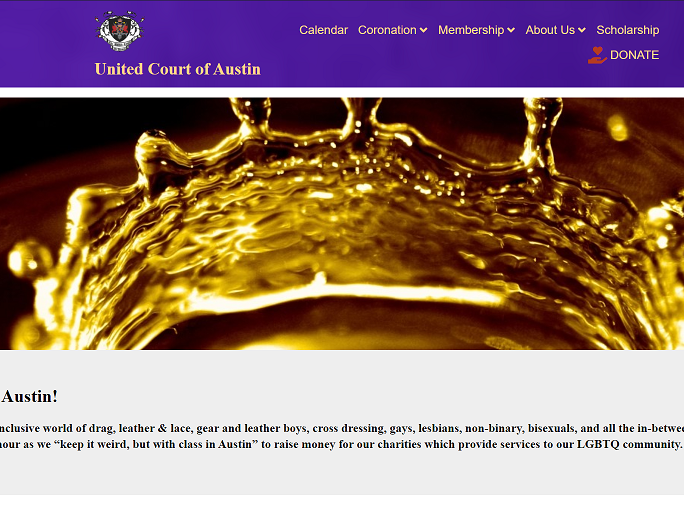 Calendar Coronation Membership About Us Scholarship
DONATE
United Court of Austin
Austin!
nclusive world of drag, leather & lace, gear and leather boys, cross dressing, gays, lesbians, non-binary, bisexuals, and all the in-betwee
our as we “keep it weird, but with class in Austin” to raise money for our charities which provide services to our LGBTQ community.